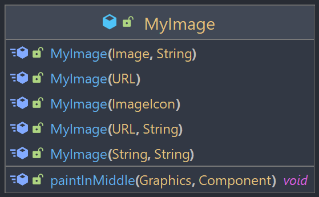 MyImage
MyImage(Image, String)
MyImage(URL)
MyImage(ImageIcon)
MyImage(URL, String)
MyImage(String, String)
paintInMiddle(Graphics, Component) void